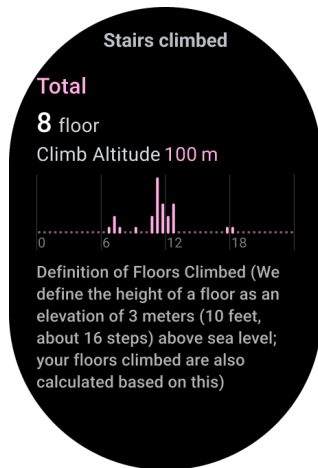 Stairs climbed
Total
8 floor
Climb Altitude 100 m
0 6 12 18
Definition of Floors Climbed (We
define the height of a floor as an
elevation of 3 meters (10 feet,
about 16 steps) above sea level;
your floors climbed are also
calculated based on this)